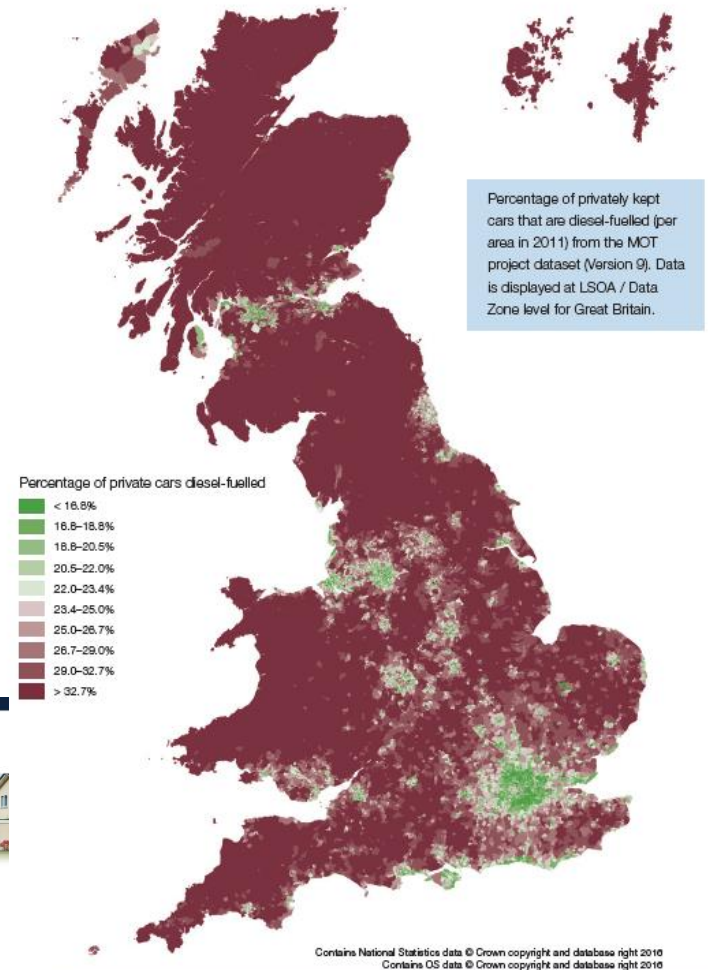 Percentage of privately kept
cars that are diesel-fuelled (per
area in 2011) from the MOT
project dataset (Version 9). Data
is displayed at LSOA / Data
Zone level for Great Britain.
Percentage of private cars diesel-fuelled
< 16.8%
16.8–18.8%
18.8–20.5%
20.5–22.0%
22.0–23.4%
23.4–25.0%
25.0–26.7%
26.7–29.0%
29.0–32.7%
> 32.7%
Contains National Statistics data © Crown copyright and database right 2016
Contains OS data © Crown copyright and database right 2016